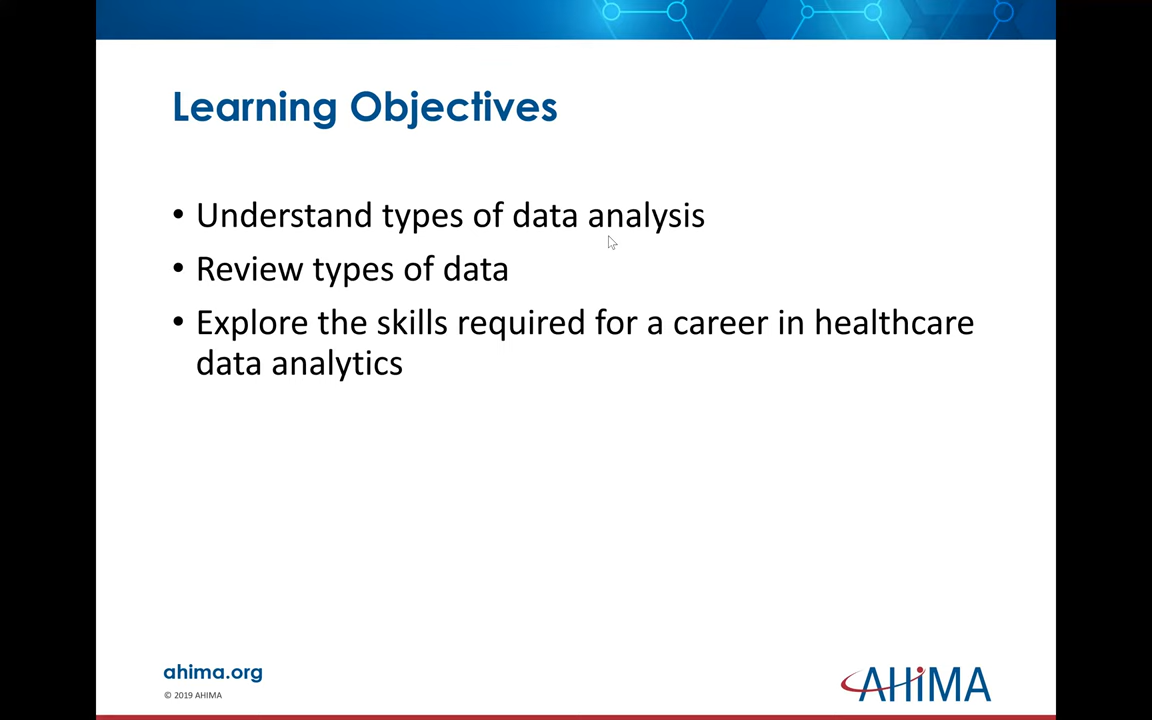 Learning Objectives
• Understand types of data analysis
• Review types of data
• Explore the skills required for a career in healthcare
data analytics
ahima.org
© 2019 AHIMA
AHIMA